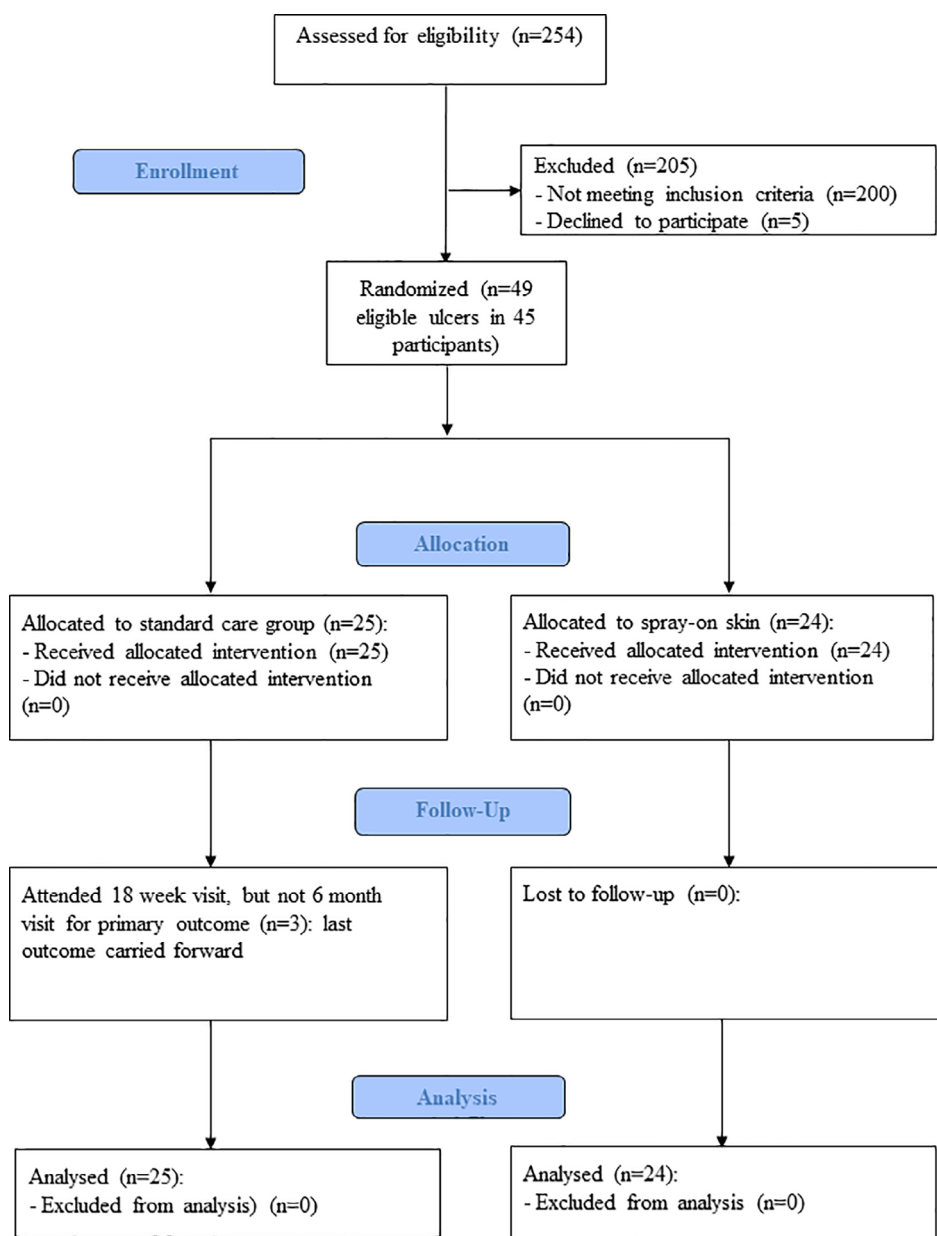 Assessed for eligibility (n=254)
Enrollment
Excluded (n=205)
- Not meeting inclusion criteria (n=200)
- Declined to participate (n=5)
Randomized (n=49
eligible ulcers in 45
participants)
Allocation
Allocated to standard care group (n=25):
- Received allocated intervention (n=25)
- Did not receive allocated intervention
(n=0)
Allocated to spray-on skin (n=24):
- Received allocated intervention (n=24)
- Did not receive allocated intervention
(n=0)
Follow-Up
Attended 18 week visit, but not 6 month
visit for primary outcome (n=3): last
outcome carried forward
Lost to follow-up (n=0):
Analysis
Analysed (n=25):
- Excluded from analysis) (n=0)
Analysed (n=24):
- Excluded from analysis (n=0)